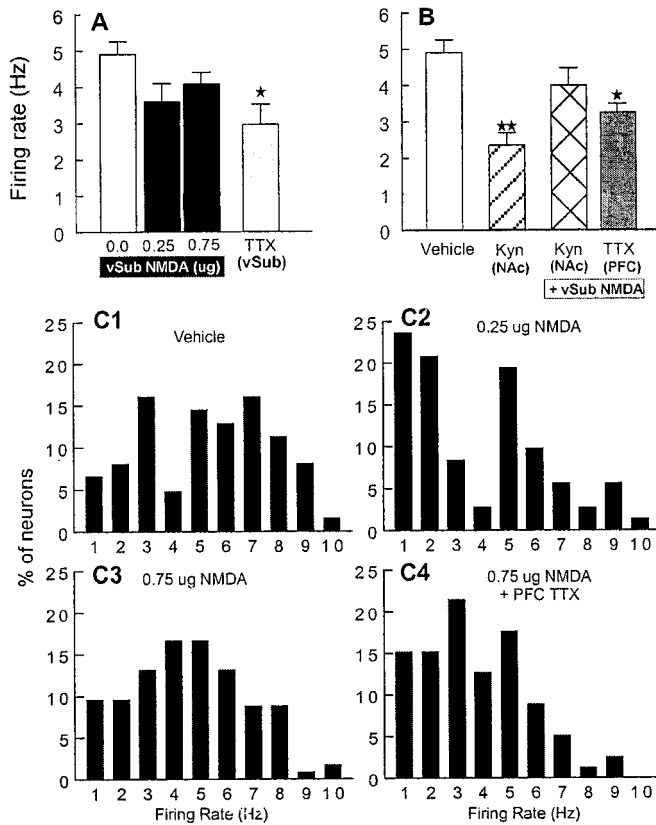 A
Firing rate (Hz)
6
5
4
3
2
1
0
★
0.0 0.25 0.75 TTX
vSub NMDA (ug) (vSub)
B
6
5
4
3
2
1
0
★★
★
Vehicle Kyn Kyn TTX
(NAc) (NAc) (PFC)
+ vSub NMDA
% of neurons
C1
Vehicle
25
20
15
10
5
0
1 2 3 4 5 6 7 8 9 10
C2
0.25 ug NMDA
25
20
15
10
5
0
1 2 3 4 5 6 7 8 9 10
C3
0.75 ug NMDA
25
20
15
10
5
0
1 2 3 4 5 6 7 8 9 10
Firing Rate (Hz)
C4
0.75 ug NMDA
+ PFC TTX
25
20
15
10
5
0
1 2 3 4 5 6 7 8 9 10
Firing Rate (Hz)